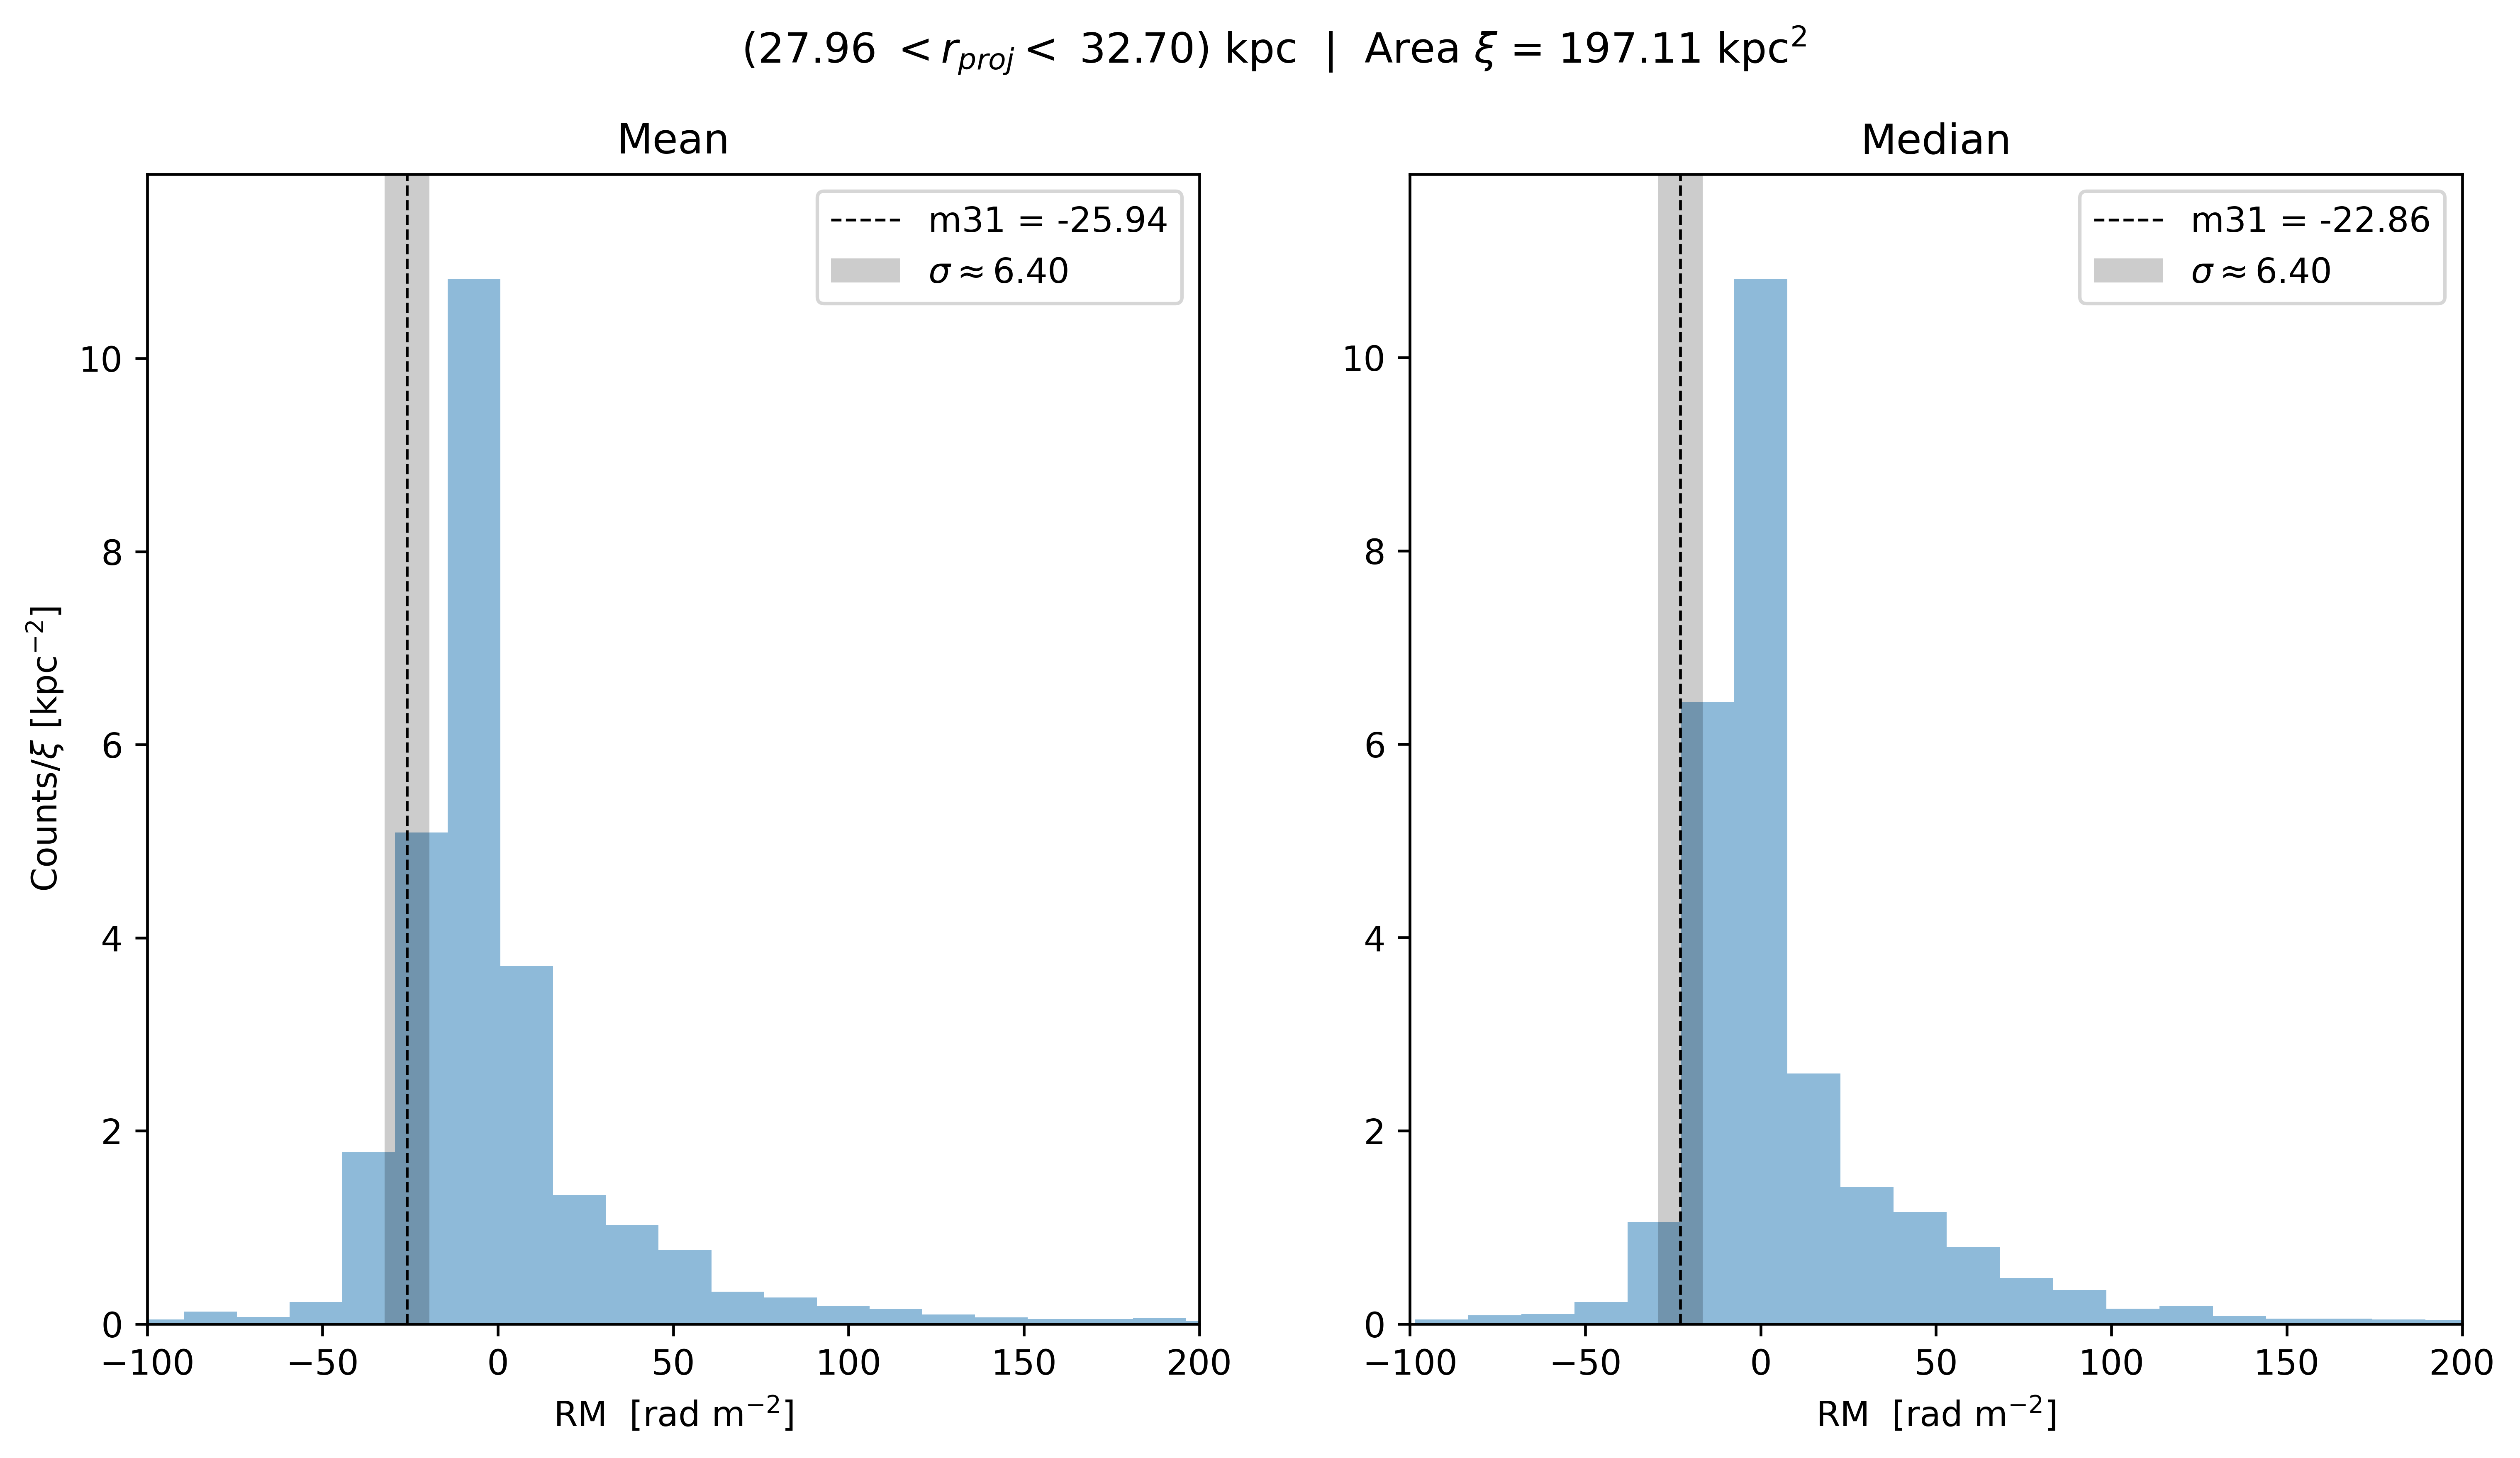 (27.96 < r_proj < 32.70) kpc | Area ξ = 197.11 kpc²
Mean
m31 = -25.94
σ ≈ 6.40
10
8
6
4
2
0
Counts/ξ [kpc⁻²]
−100 −50 0 50 100 150 200
RM [rad m⁻²]
Median
m31 = -22.86
σ ≈ 6.40
10
8
6
4
2
0
−100 −50 0 50 100 150 200
RM [rad m⁻²]